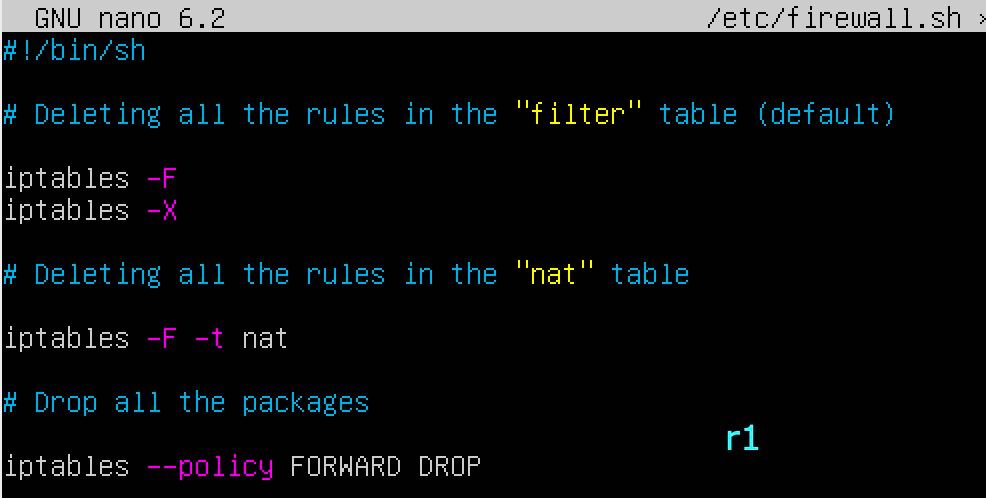 GNU nano 6.2 /etc/firewall.sh
#!/bin/sh
# Deleting all the rules in the "filter" table (default)
iptables -F
iptables -X
# Deleting all the rules in the "nat" table
iptables -F -t nat
# Drop all the packages
r1
iptables --policy FORWARD DROP